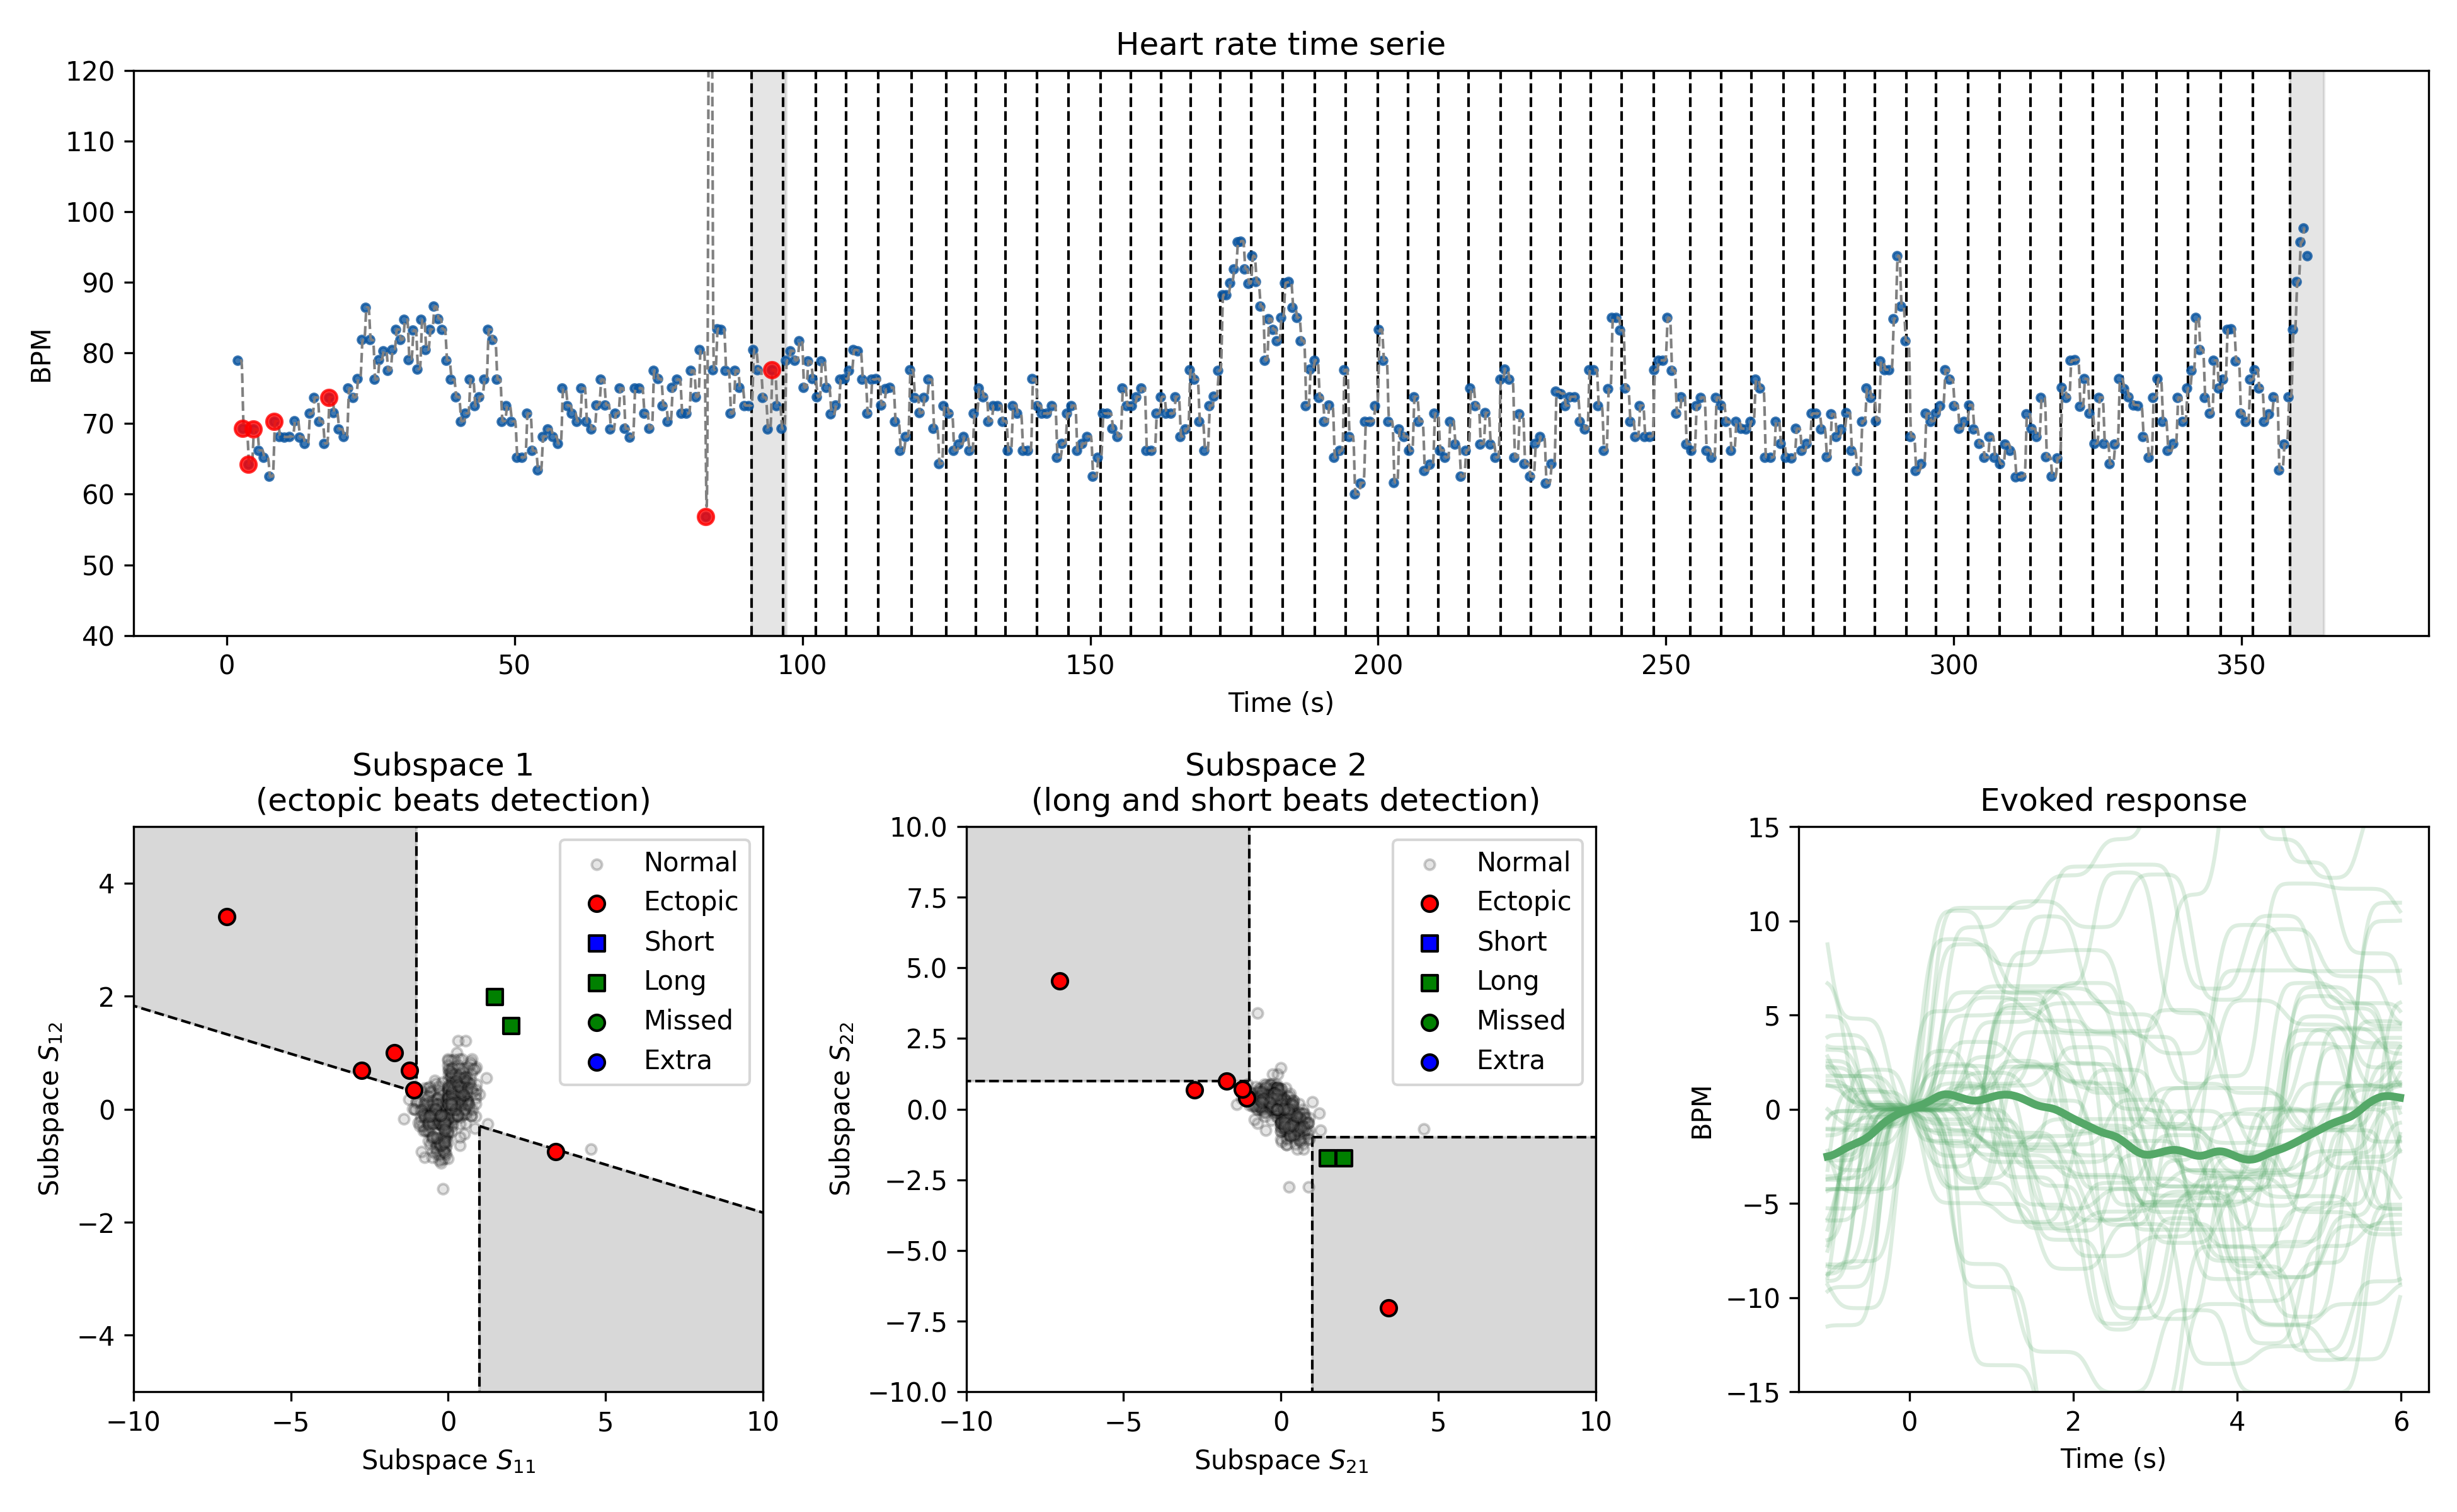 Heart rate time serie
120
110
100
90
80
70
60
50
40
BPM
0 50 100 150 200 250 300 350
Time (s)
Subspace 1
(ectopic beats detection)
4
2
0
−2
−4
Subspace S12
−10 −5 0 5 10
Subspace S11
Normal
Ectopic
Short
Long
Missed
Extra
Subspace 2
(long and short beats detection)
10.0
7.5
5.0
2.5
0.0
−2.5
−5.0
−7.5
−10.0
Subspace S22
−10 −5 0 5 10
Subspace S21
Normal
Ectopic
Short
Long
Missed
Extra
Evoked response
15
10
5
0
−5
−10
−15
BPM
0 2 4 6
Time (s)